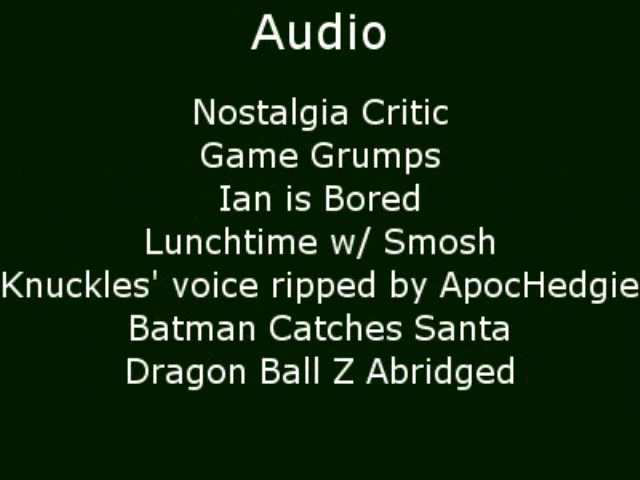 Audio
Nostalgia Critic
Game Grumps
Ian is Bored
Lunchtime w/ Smosh
Knuckles' voice ripped by ApocHedgie
Batman Catches Santa
Dragon Ball Z Abridged